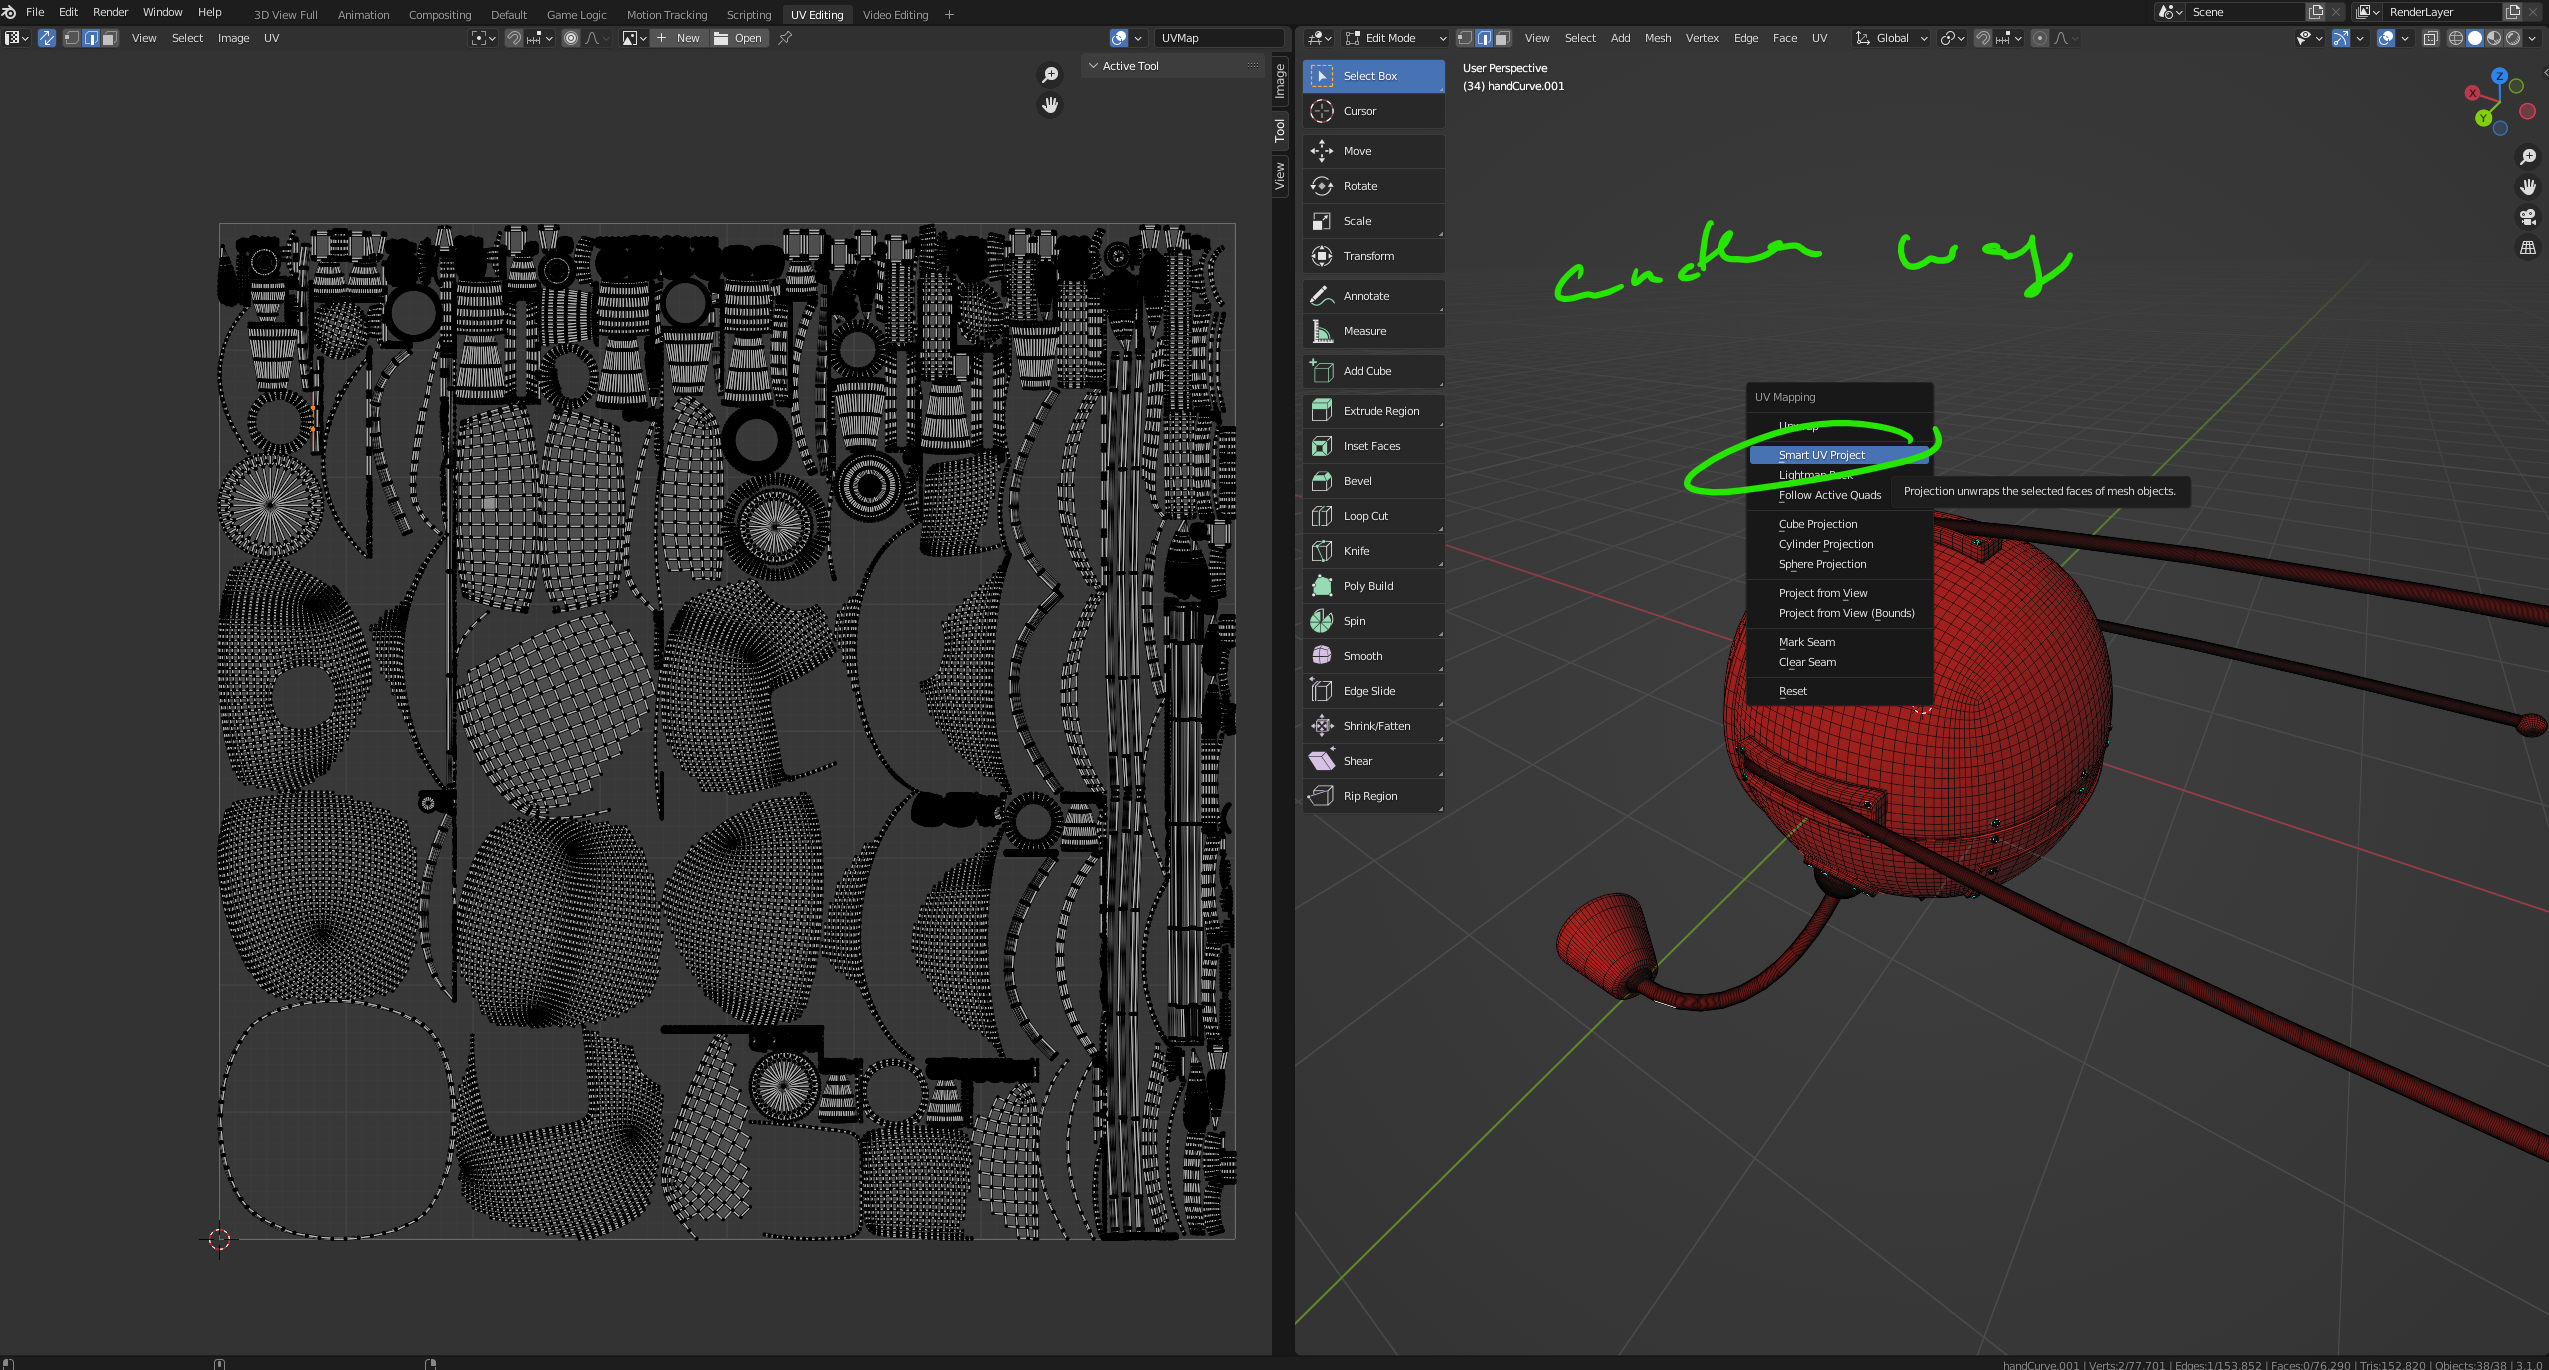 File Edit Render Window Help 3D View Full Animation Compositing Default Game Logic Motion Tracking Scripting UV Editing Video Editing + Scene RenderLayer
View Select Image UV New Open UVMap
Edit Mode View Select Add Mesh Vertex Edge Face UV Global
Active Tool
Image
Tool
View
Select Box
Cursor
Move
Rotate
Scale
Transform
Annotate
Measure
Add Cube
Extrude Region
Inset Faces
Bevel
Loop Cut
Knife
Poly Build
Spin
Smooth
Edge Slide
Shrink/Fatten
Shear
Rip Region
User Perspective
(34) handCurve.001
Z
X
Y
way
UV Mapping
Unwrap
Smart UV Project
Lightmap Pack
Follow Active Quads
Projection unwraps the selected faces of mesh objects.
Cube Projection
Cylinder Projection
Sphere Projection
Project from View
Project from View (Bounds)
Mark Seam
Clear Seam
Reset
handCurve.001 | Verts:2/77,701 | Edges:1/153,852 | Faces:0/76,290 | Tris:152,820 | Objects:38/38 | 3.1.0